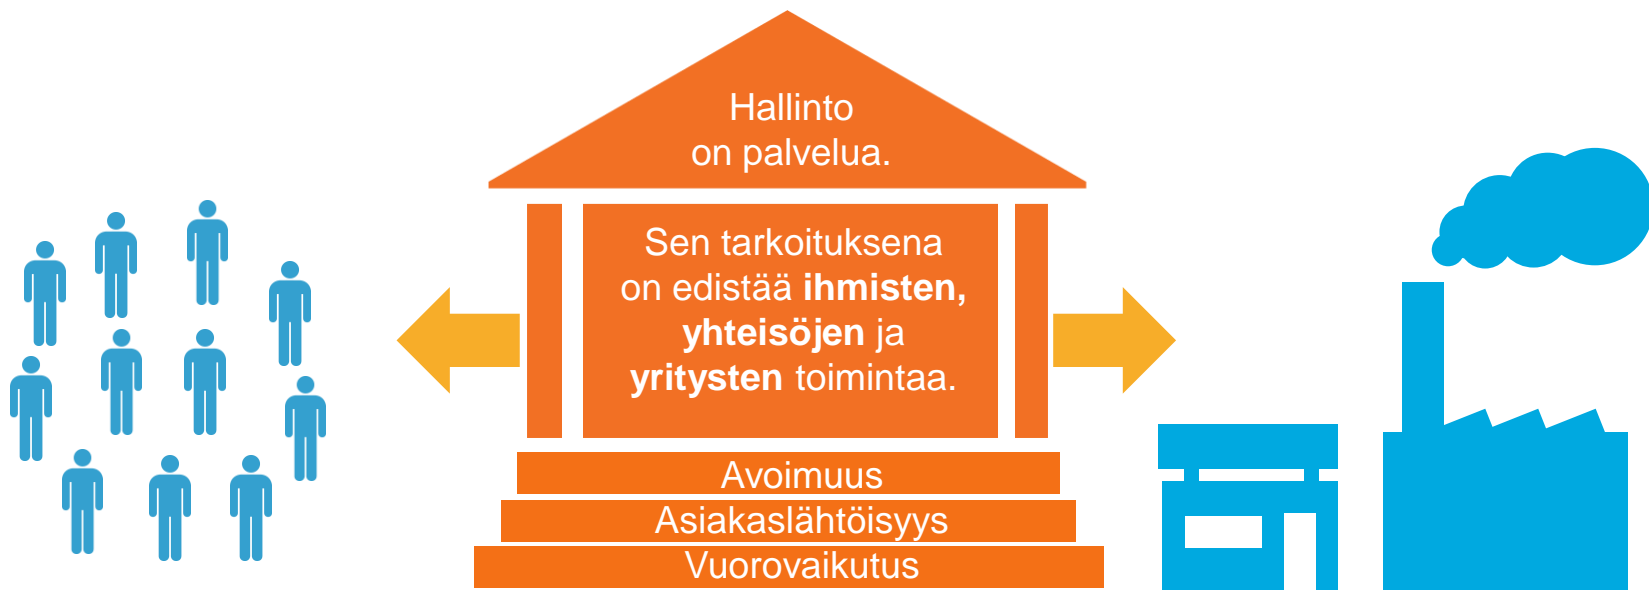 Hallinto
on palvelua.
Sen tarkoituksena
on edistää ihmisten,
yhteisöjen ja
yritysten toimintaa.
Avoimuus
Asiakaslähtöisyys
Vuorovaikutus